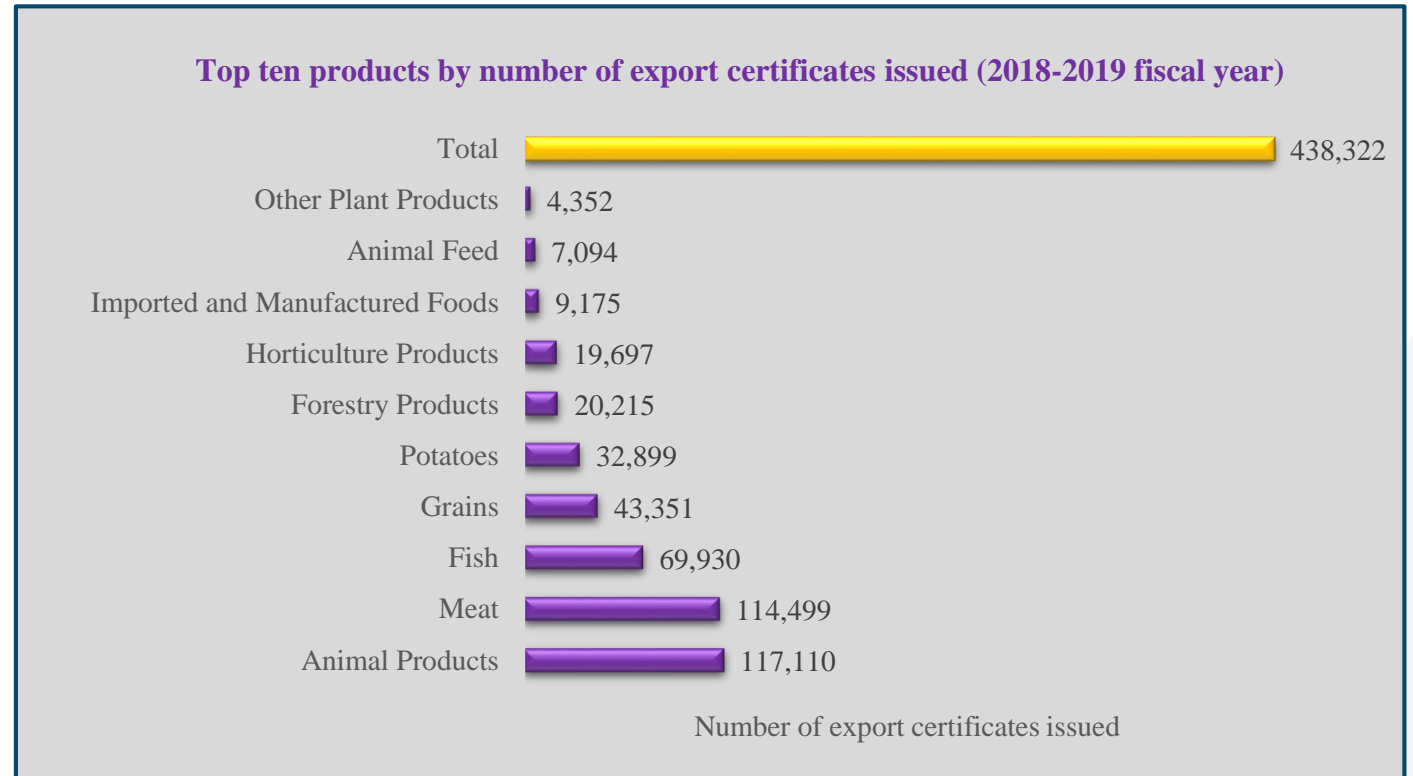 Top ten products by number of export certificates issued (2018-2019 fiscal year)
Total 438,322
Other Plant Products 4,352
Animal Feed 7,094
Imported and Manufactured Foods 9,175
Horticulture Products 19,697
Forestry Products 20,215
Potatoes 32,899
Grains 43,351
Fish 69,930
Meat 114,499
Animal Products 117,110
Number of export certificates issued